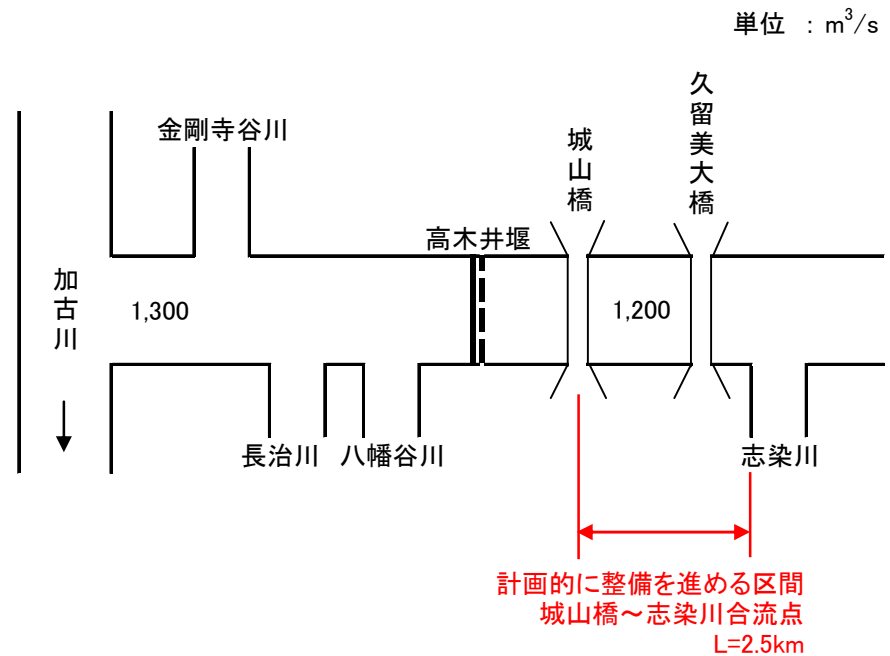 単位 : m³/s
金剛寺谷川
城山橋
久留美大橋
高木井堰
加古川
1,300
1,200
長治川
八幡谷川
志染川
計画的に整備を進める区間
城山橋～志染川合流点
L=2.5km